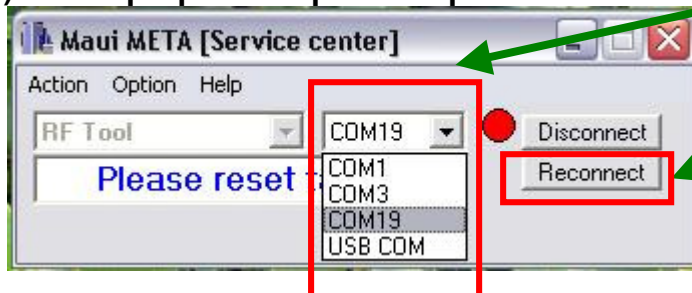 Maui META [Service center]
Action Option Help
RF Tool COM19 Disconnect
Please reset Reconnect
COM1
COM3
COM19
USB COM